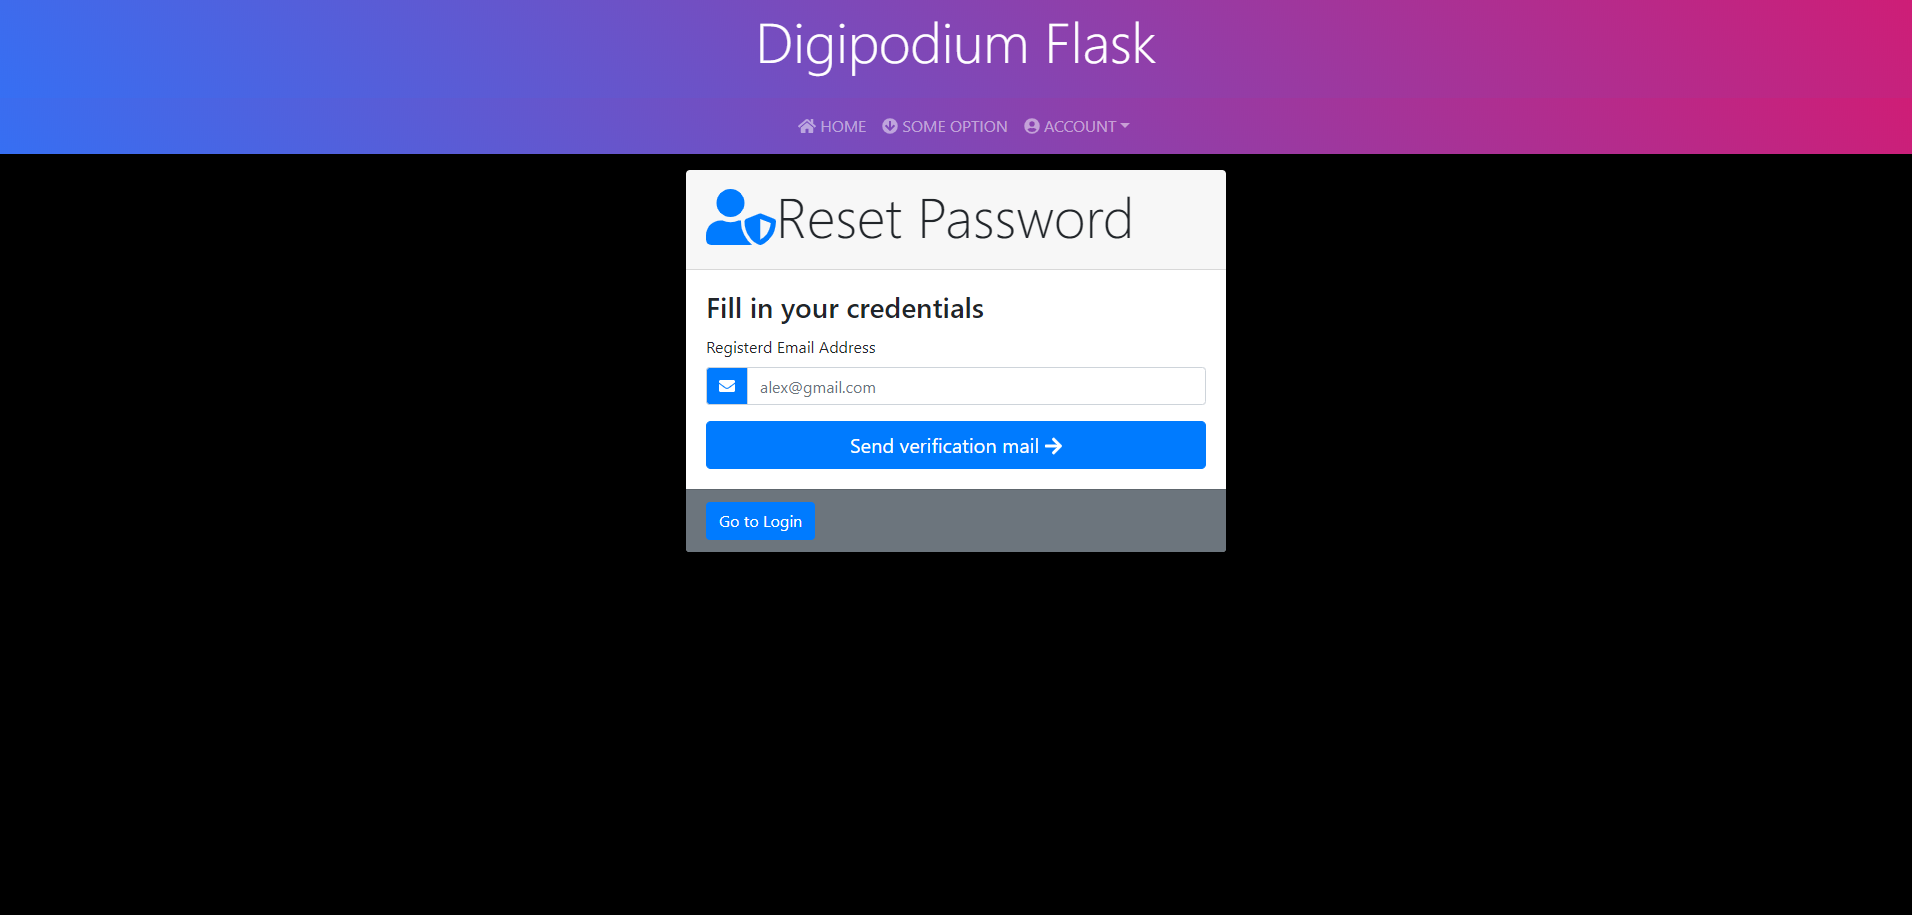 Digipodium Flask
HOME SOME OPTION ACCOUNT
Reset Password
Fill in your credentials
Registerd Email Address
alex@gmail.com
Send verification mail
Go to Login